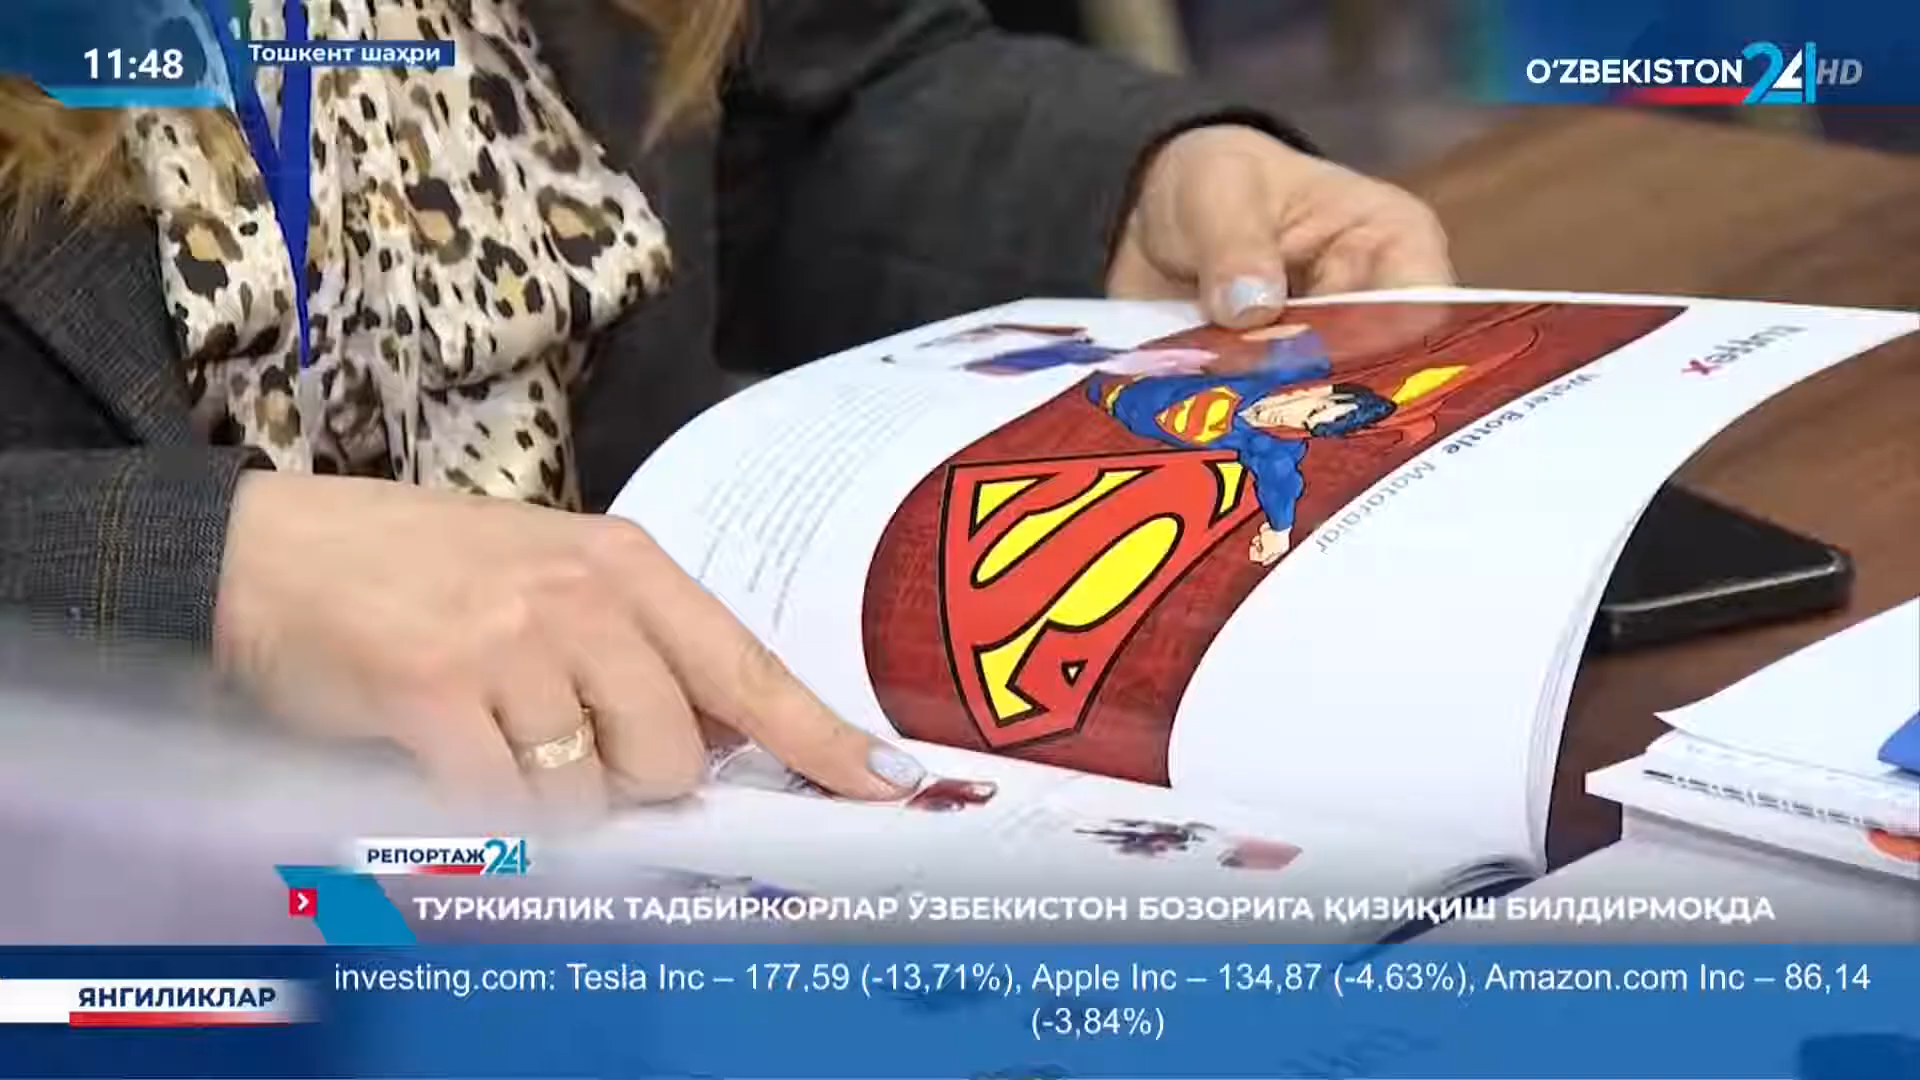 11:48
Тошкент шаҳри
O'ZBEKISTON 24 HD
Water Bottle Mataralar
РЕПОРТАЖ 24
ТУРКИЯЛИК ТАДБИРКОРЛАР ЎЗБЕКИСТОН БОЗОРИГА ҚИЗИҚИШ БИЛДИРМОҚДА
ЯНГИЛИКЛАР
investing.com: Tesla Inc – 177,59 (-13,71%), Apple Inc – 134,87 (-4,63%), Amazon.com Inc – 86,14
(-3,84%)